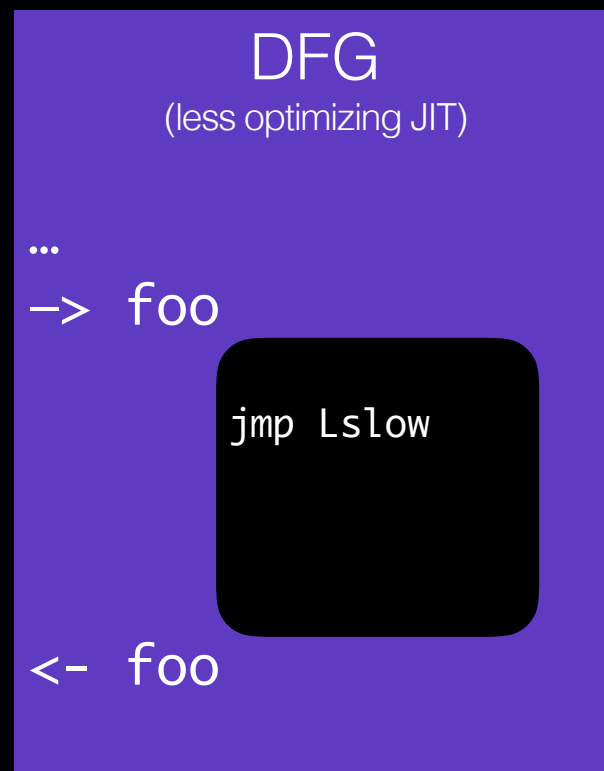 DFG
(less optimizing JIT)
…
–> foo
jmp Lslow
<- foo